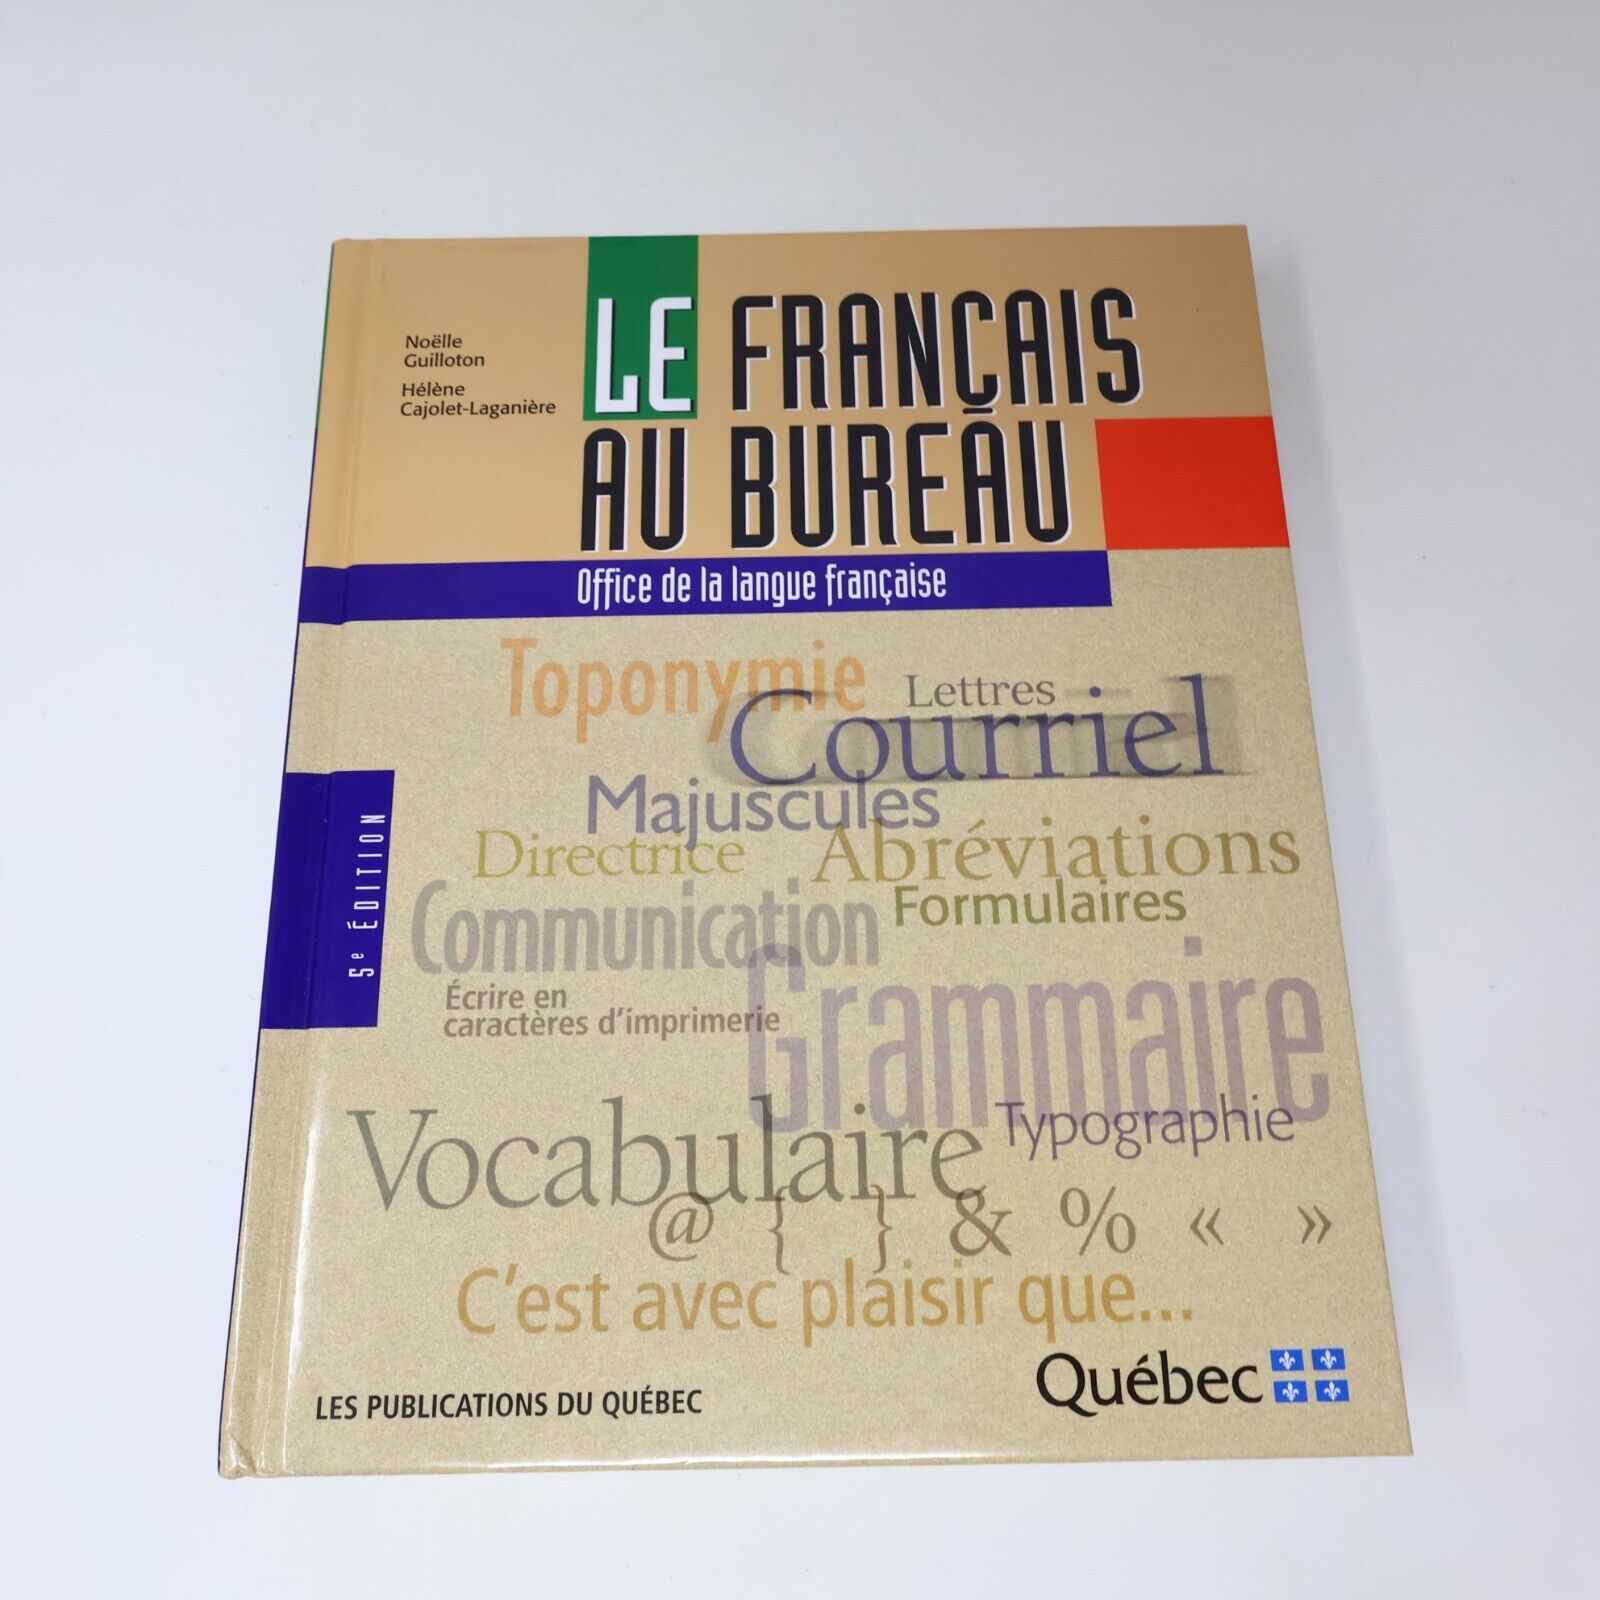 Noëlle
Guilloton
Hélène
Cajolet-Laganière
LE FRANÇAIS
AU BUREAU
Office de la langue française
5e ÉDITION
Toponymie
Lettres
Courriel
Majuscules
Directrice
Abréviations
Formulaires
Communication
Écrire en
caractères d'imprimerie
Grammaire
Vocabulaire
Typographie
@ { } & % « »
C'est avec plaisir que...
LES PUBLICATIONS DU QUÉBEC
Québec